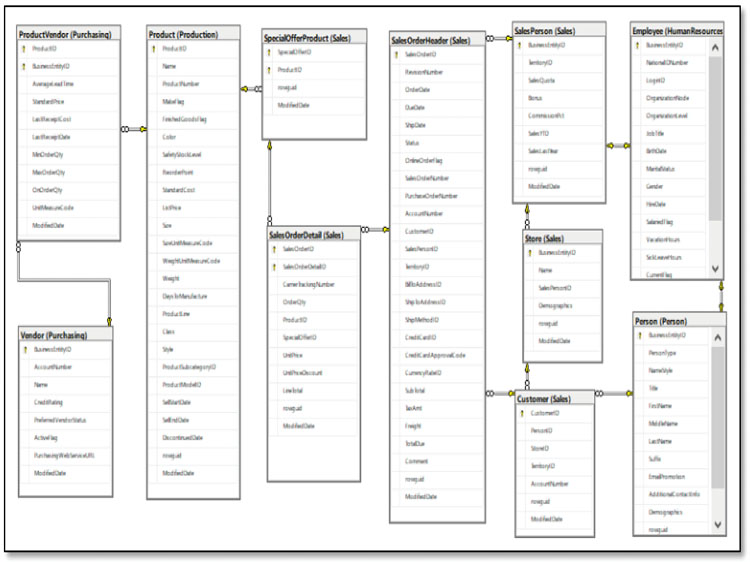 ProductVendor (Purchasing)
ProductID
BusinessEntityID
AverageLeadTime
StandardPrice
LastReceiptCost
LastReceiptDate
MinOrderQty
MaxOrderQty
OnOrderQty
UnitMeasureCode
ModifiedDate
Vendor (Purchasing)
BusinessEntityID
AccountNumber
Name
CreditRating
PreferredVendorStatus
ActiveFlag
PurchasingWebServiceURL
ModifiedDate
Product (Production)
ProductID
Name
ProductNumber
MakeFlag
FinishedGoodsFlag
Color
SafetyStockLevel
ReorderPoint
StandardCost
ListPrice
Size
SizeUnitMeasureCode
WeightUnitMeasureCode
Weight
DaysToManufacture
ProductLine
Class
Style
ProductSubcategoryID
ProductModelID
SellStartDate
SellEndDate
DiscontinuedDate
rowguid
ModifiedDate
SpecialOfferProduct (Sales)
SpecialOfferID
ProductID
rowguid
ModifiedDate
SalesOrderDetail (Sales)
SalesOrderID
SalesOrderDetailID
CarrierTrackingNumber
OrderQty
ProductID
SpecialOfferID
UnitPrice
UnitPriceDiscount
LineTotal
rowguid
ModifiedDate
SalesOrderHeader (Sales)
SalesOrderID
RevisionNumber
OrderDate
DueDate
ShipDate
Status
OnlineOrderFlag
SalesOrderNumber
PurchaseOrderNumber
AccountNumber
CustomerID
SalesPersonID
TerritoryID
BillToAddressID
ShipToAddressID
ShipMethodID
CreditCardID
CreditCardApprovalCode
CurrencyRateID
SubTotal
TaxAmt
Freight
TotalDue
Comment
rowguid
ModifiedDate
SalesPerson (Sales)
BusinessEntityID
TerritoryID
SalesQuota
Bonus
CommissionPct
SalesYTD
SalesLastYear
rowguid
ModifiedDate
Store (Sales)
BusinessEntityID
Name
SalesPersonID
Demographics
rowguid
ModifiedDate
Customer (Sales)
CustomerID
PersonID
StoreID
TerritoryID
AccountNumber
rowguid
ModifiedDate
Employee (HumanResources
BusinessEntityID
NationalIDNumber
LoginID
OrganizationNode
OrganizationLevel
JobTitle
BirthDate
MaritalStatus
Gender
HireDate
SalariedFlag
VacationHours
SickLeaveHours
CurrentFlag
Person (Person)
BusinessEntityID
PersonType
NameStyle
Title
FirstName
MiddleName
LastName
Suffix
EmailPromotion
AdditionalContactInfo
Demographics
rowguid